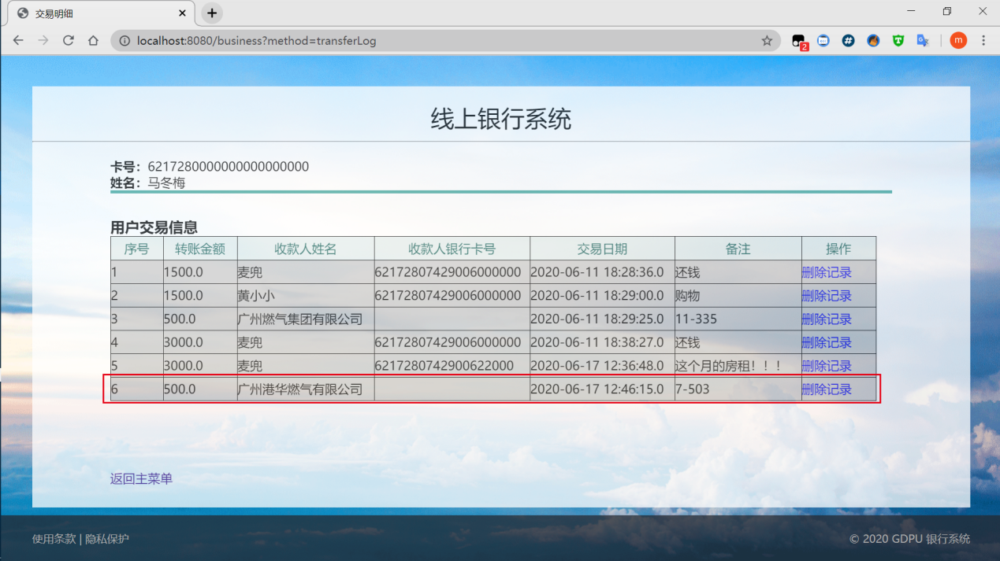 交易明细
localhost:8080/business?method=transferLog
2
m
线上银行系统
卡号：6217280000000000000000
姓名：马冬梅
用户交易信息
序号 转账金额 收款人姓名 收款人银行卡号 交易日期 备注 操作
1 1500.0 麦兜 62172807429006000000 2020-06-11 18:28:36.0 还钱 删除记录
2 1500.0 黄小小 62172807429006000000 2020-06-11 18:29:00.0 购物 删除记录
3 500.0 广州燃气集团有限公司 2020-06-11 18:29:25.0 11-335 删除记录
4 3000.0 麦兜 62172807429006000000 2020-06-11 18:38:27.0 还钱 删除记录
5 3000.0 麦兜 6217280742900622000 2020-06-17 12:36:48.0 这个月的房租！！！ 删除记录
6 500.0 广州港华燃气有限公司 2020-06-17 12:46:15.0 7-503 删除记录
返回主菜单
使用条款 | 隐私保护 © 2020 GDPU 银行系统